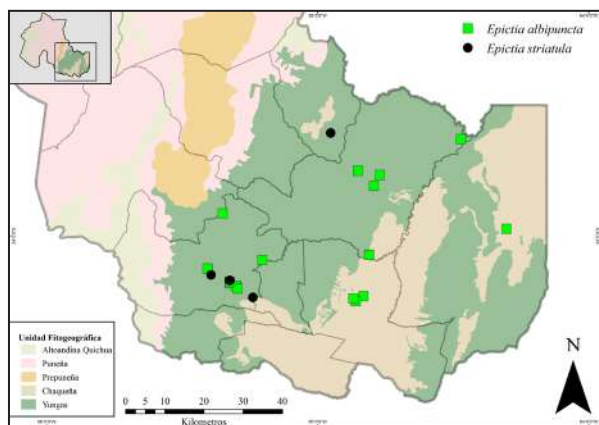 Epictia albipuncta
Epictia striatula
Unidad Fitogeográfica
Altoandina Quichua
Puneña
Prepuneña
Chaqueña
Yungas
0 5 10 20 30 40
Kilometros
N